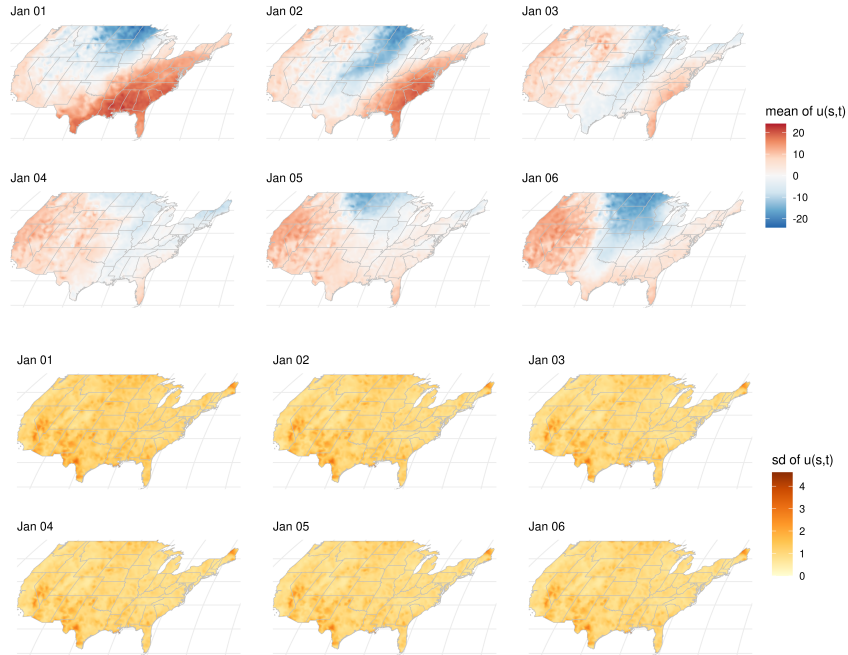 Jan 01
Jan 02
Jan 03
mean of u(s,t)
20
10
0
-10
-20
Jan 04
Jan 05
Jan 06
Jan 01
Jan 02
Jan 03
sd of u(s,t)
4
3
2
1
0
Jan 04
Jan 05
Jan 06